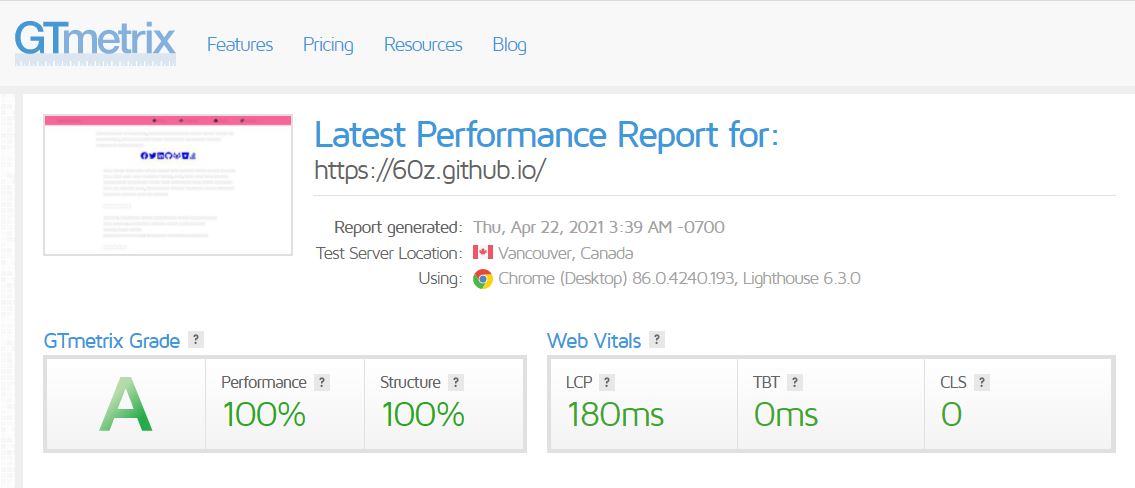 GTmetrix Features Pricing Resources Blog
Latest Performance Report for:
https://60z.github.io/
Report generated: Thu, Apr 22, 2021 3:39 AM -0700
Test Server Location: Vancouver, Canada
Using: Chrome (Desktop) 86.0.4240.193, Lighthouse 6.3.0
GTmetrix Grade ? Web Vitals ?
A Performance ? Structure ? LCP ? TBT ? CLS ?
100% 100% 180ms 0ms 0